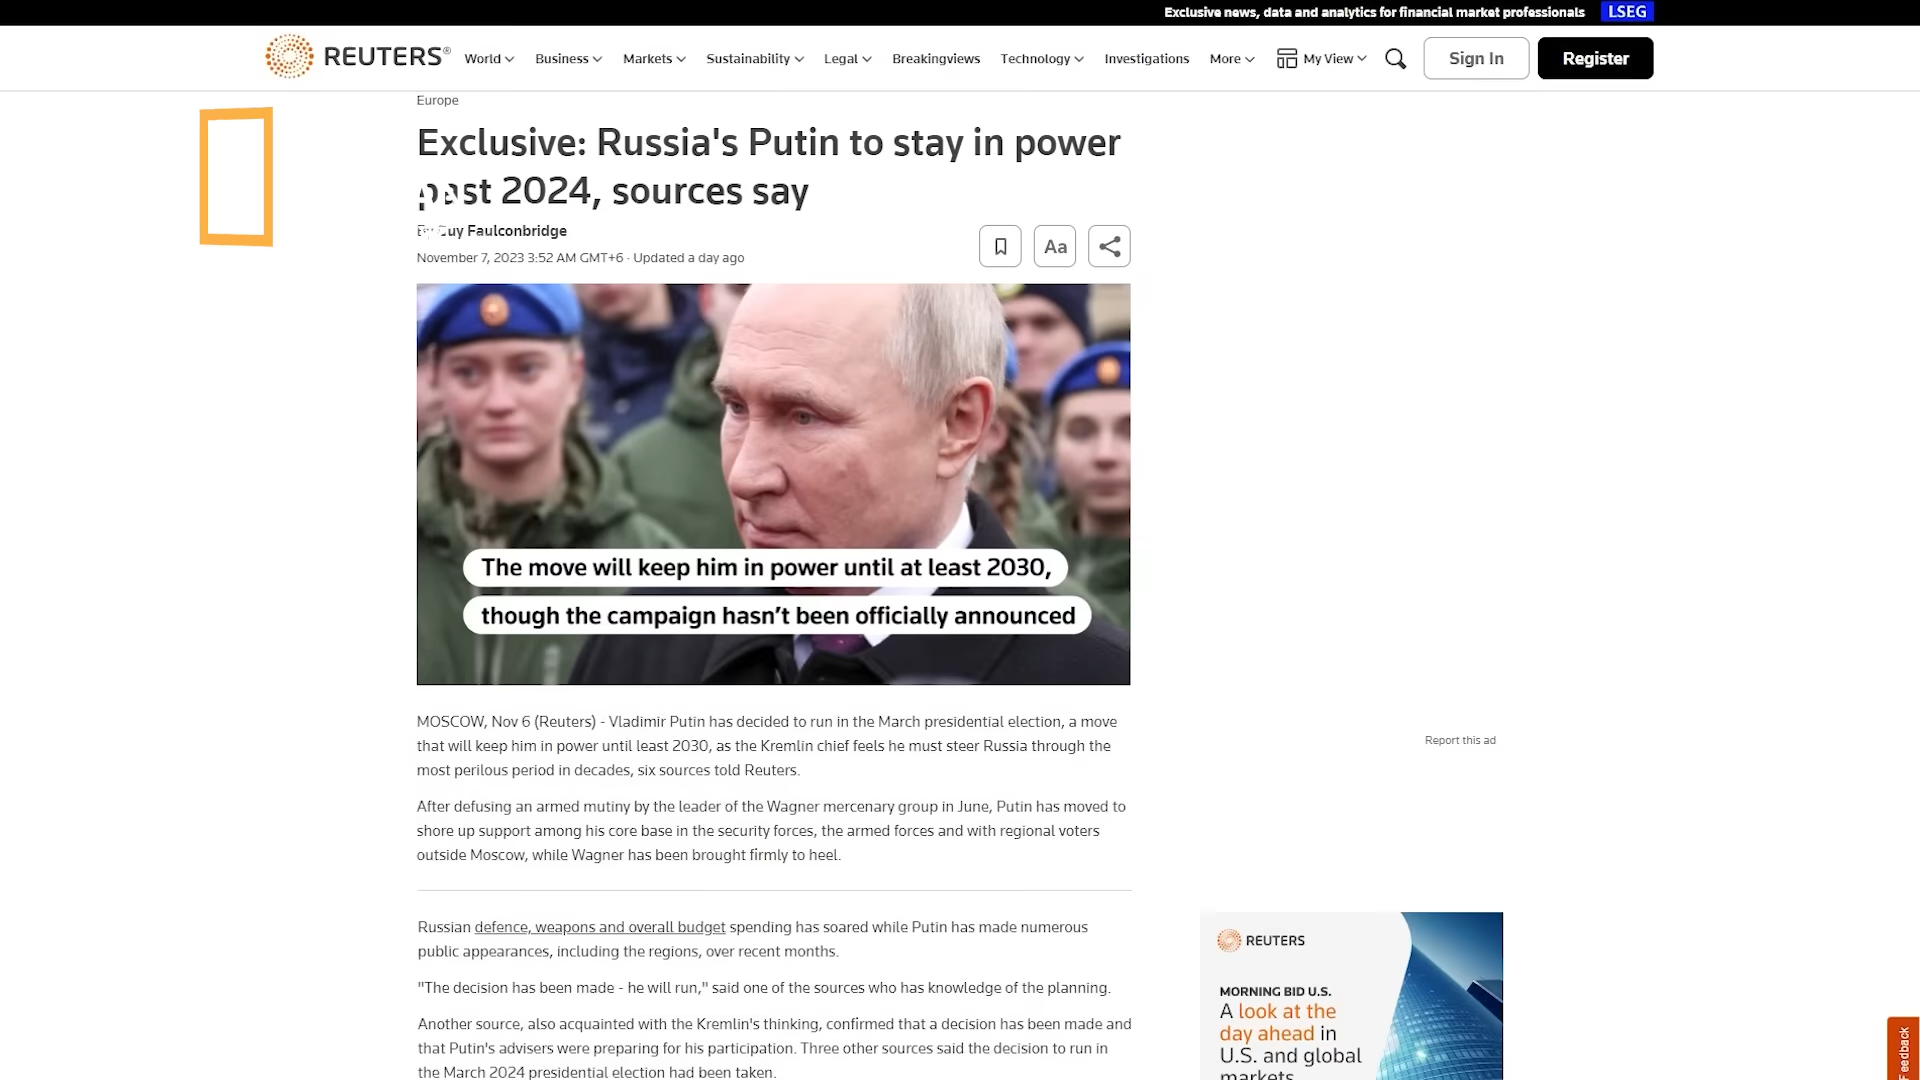 Exclusive news, data and analytics for financial market professionals LSEG
REUTERS® World Business Markets Sustainability Legal Breakingviews Technology Investigations More My View Sign In Register
Europe
Exclusive: Russia's Putin to stay in power
past 2024, sources say
By Guy Faulconbridge
Aa
November 7, 2023 3:52 AM GMT+6 · Updated a day ago
The move will keep him in power until at least 2030,
though the campaign hasn't been officially announced
MOSCOW, Nov 6 (Reuters) - Vladimir Putin has decided to run in the March presidential election, a move
that will keep him in power until least 2030, as the Kremlin chief feels he must steer Russia through the
most perilous period in decades, six sources told Reuters.
Report this ad
After defusing an armed mutiny by the leader of the Wagner mercenary group in June, Putin has moved to
shore up support among his core base in the security forces, the armed forces and with regional voters
outside Moscow, while Wagner has been brought firmly to heel.
Russian defence, weapons and overall budget spending has soared while Putin has made numerous
public appearances, including the regions, over recent months.
"The decision has been made - he will run," said one of the sources who has knowledge of the planning.
Another source, also acquainted with the Kremlin's thinking, confirmed that a decision has been made and
that Putin's advisers were preparing for his participation. Three other sources said the decision to run in
the March 2024 presidential election had been taken.
REUTERS
MORNING BID U.S.
A look at the
day ahead in
U.S. and global
markets
Feedback